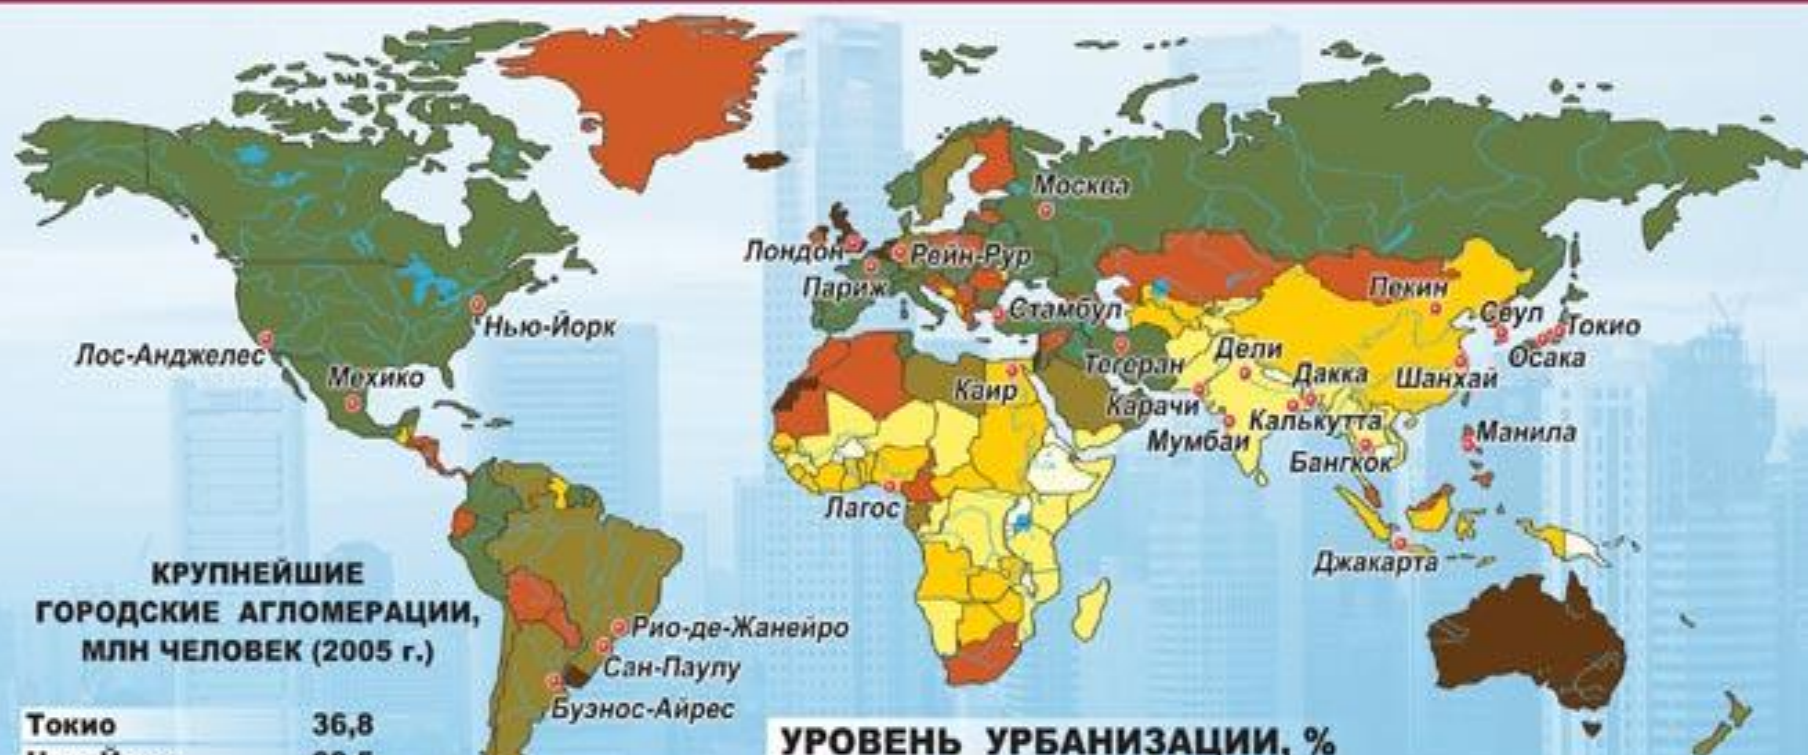 Москва
Лондон
Рейн-Рур
Париж
Пекин
Стамбул
Сеул
Токио
Нью-Йорк
Осака
Лос-Анджелес
Тегеран
Дели
Мехико
Каир
Дакка
Шанхай
Карачи
Калькутта
Мумбаи
Манила
Бангкок
Лагос
Джакарта
КРУПНЕЙШИЕ
ГОРОДСКИЕ АГЛОМЕРАЦИИ,
МЛН ЧЕЛОВЕК (2005 г.)
Рио-де-Жанейро
Сан-Паулу
Буэнос-Айрес
Токио 36,8
УРОВЕНЬ УРБАНИЗАЦИИ, %